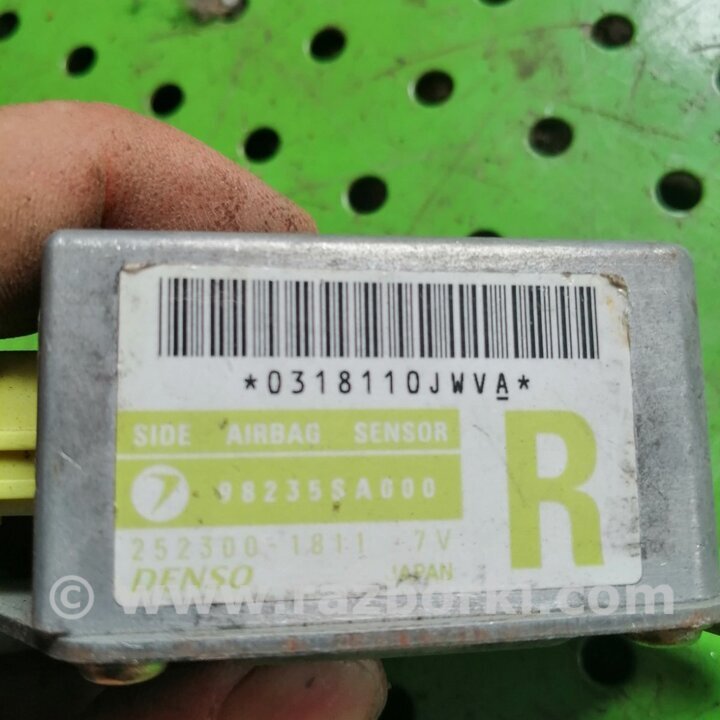 *0318110JWVA*
SIDE AIRBAG SENSOR
98235SA000
R
252300-1811 7V
DENSO
JAPAN
© www.razborki.com